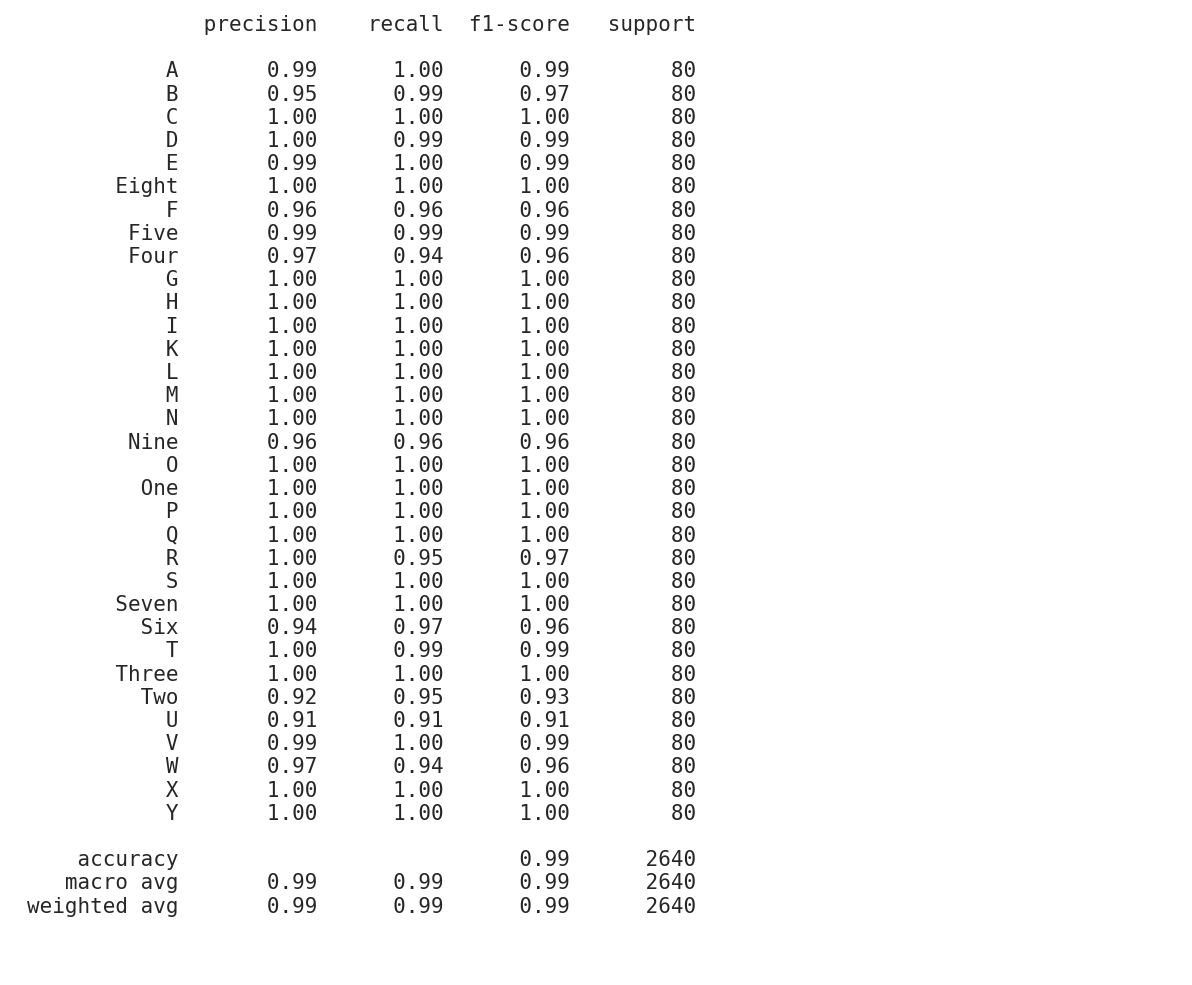 precision recall f1-score support
A 0.99 1.00 0.99 80
B 0.95 0.99 0.97 80
C 1.00 1.00 1.00 80
D 1.00 0.99 0.99 80
E 0.99 1.00 0.99 80
Eight 1.00 1.00 1.00 80
F 0.96 0.96 0.96 80
Five 0.99 0.99 0.99 80
Four 0.97 0.94 0.96 80
G 1.00 1.00 1.00 80
H 1.00 1.00 1.00 80
I 1.00 1.00 1.00 80
K 1.00 1.00 1.00 80
L 1.00 1.00 1.00 80
M 1.00 1.00 1.00 80
N 1.00 1.00 1.00 80
Nine 0.96 0.96 0.96 80
O 1.00 1.00 1.00 80
One 1.00 1.00 1.00 80
P 1.00 1.00 1.00 80
Q 1.00 1.00 1.00 80
R 1.00 0.95 0.97 80
S 1.00 1.00 1.00 80
Seven 1.00 1.00 1.00 80
Six 0.94 0.97 0.96 80
T 1.00 0.99 0.99 80
Three 1.00 1.00 1.00 80
Two 0.92 0.95 0.93 80
U 0.91 0.91 0.91 80
V 0.99 1.00 0.99 80
W 0.97 0.94 0.96 80
X 1.00 1.00 1.00 80
Y 1.00 1.00 1.00 80
accuracy 0.99 2640
macro avg 0.99 0.99 0.99 2640
weighted avg 0.99 0.99 0.99 2640